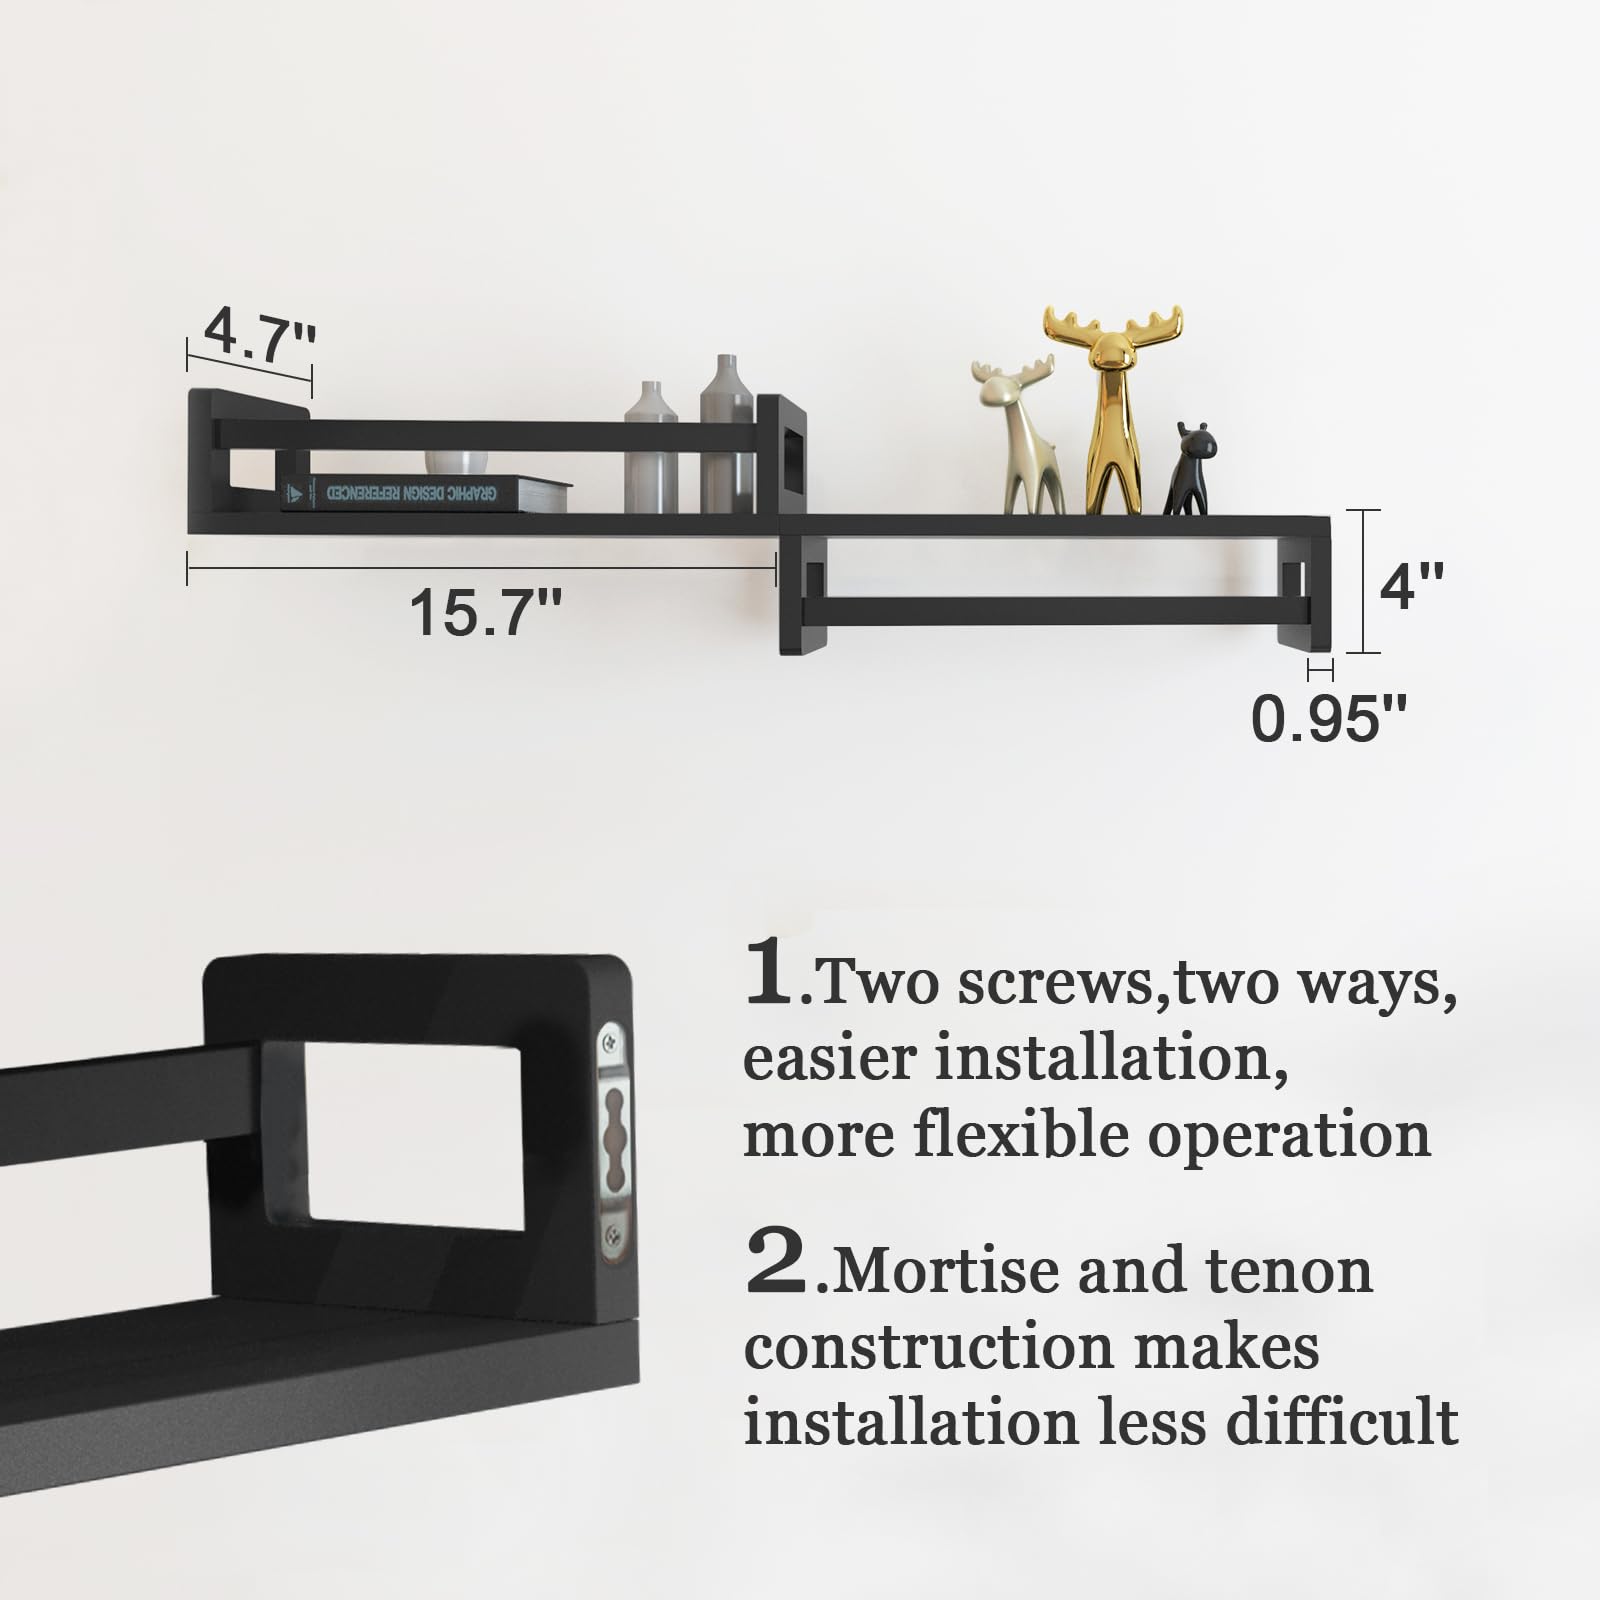 4.7"
GRAPHIC DESIGN REFERENCED
15.7"
4"
0.95"
1.Two screws,two ways,
easier installation,
more flexible operation
2.Mortise and tenon
construction makes
installation less difficult